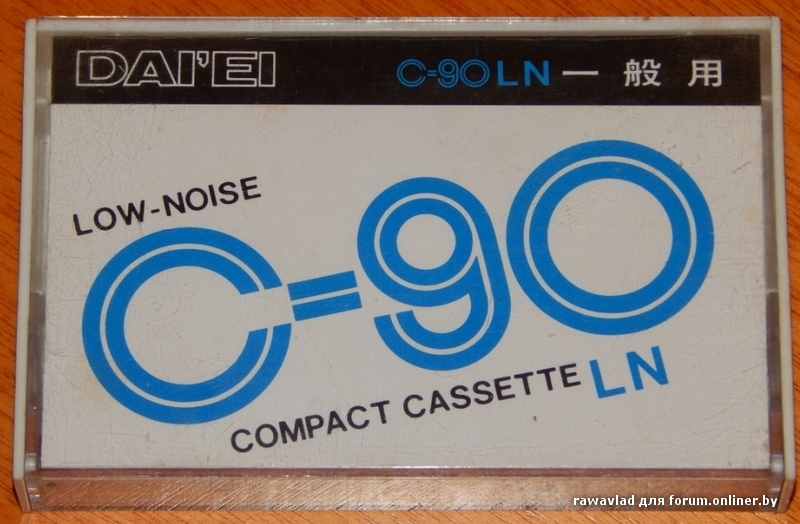 DAI'EI C=90 LN 一般用
LOW-NOISE
C=90
COMPACT CASSETTE LN
rawavlad для forum.onliner.by